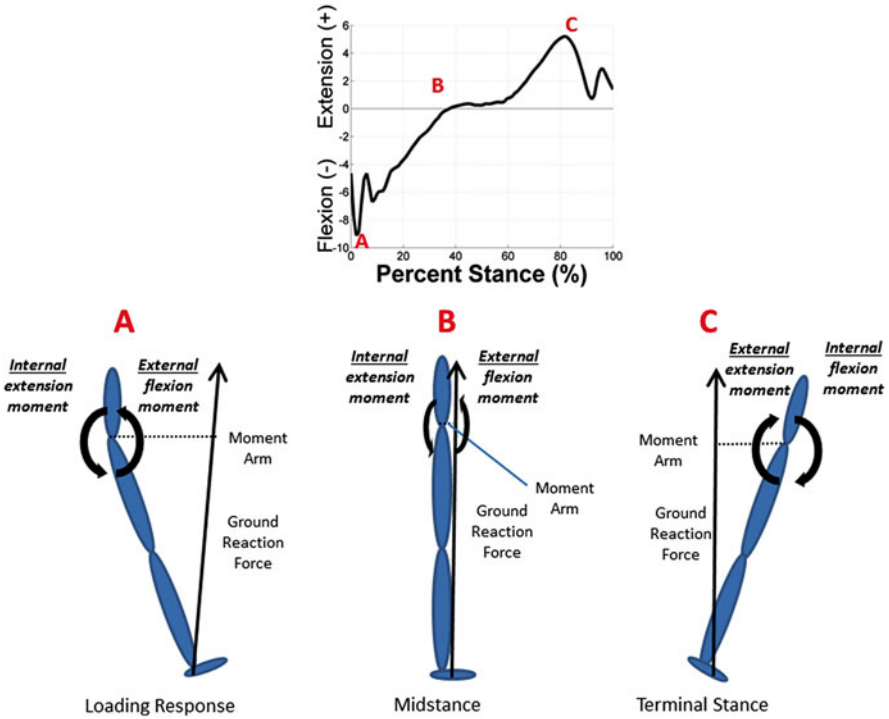 Extension (+)
Flexion (-)
6
4
2
0
-2
-4
-6
-8
-10
A
B
C
0
20
40
60
80
100
Percent Stance (%)
A
Internal
extension
moment
External
flexion
moment
Moment
Arm
Ground
Reaction
Force
Loading Response
B
Internal
extension
moment
External
flexion
moment
Moment
Arm
Ground
Reaction
Force
Midstance
C
External
extension
moment
Internal
flexion
moment
Moment
Arm
Ground
Reaction
Force
Terminal Stance